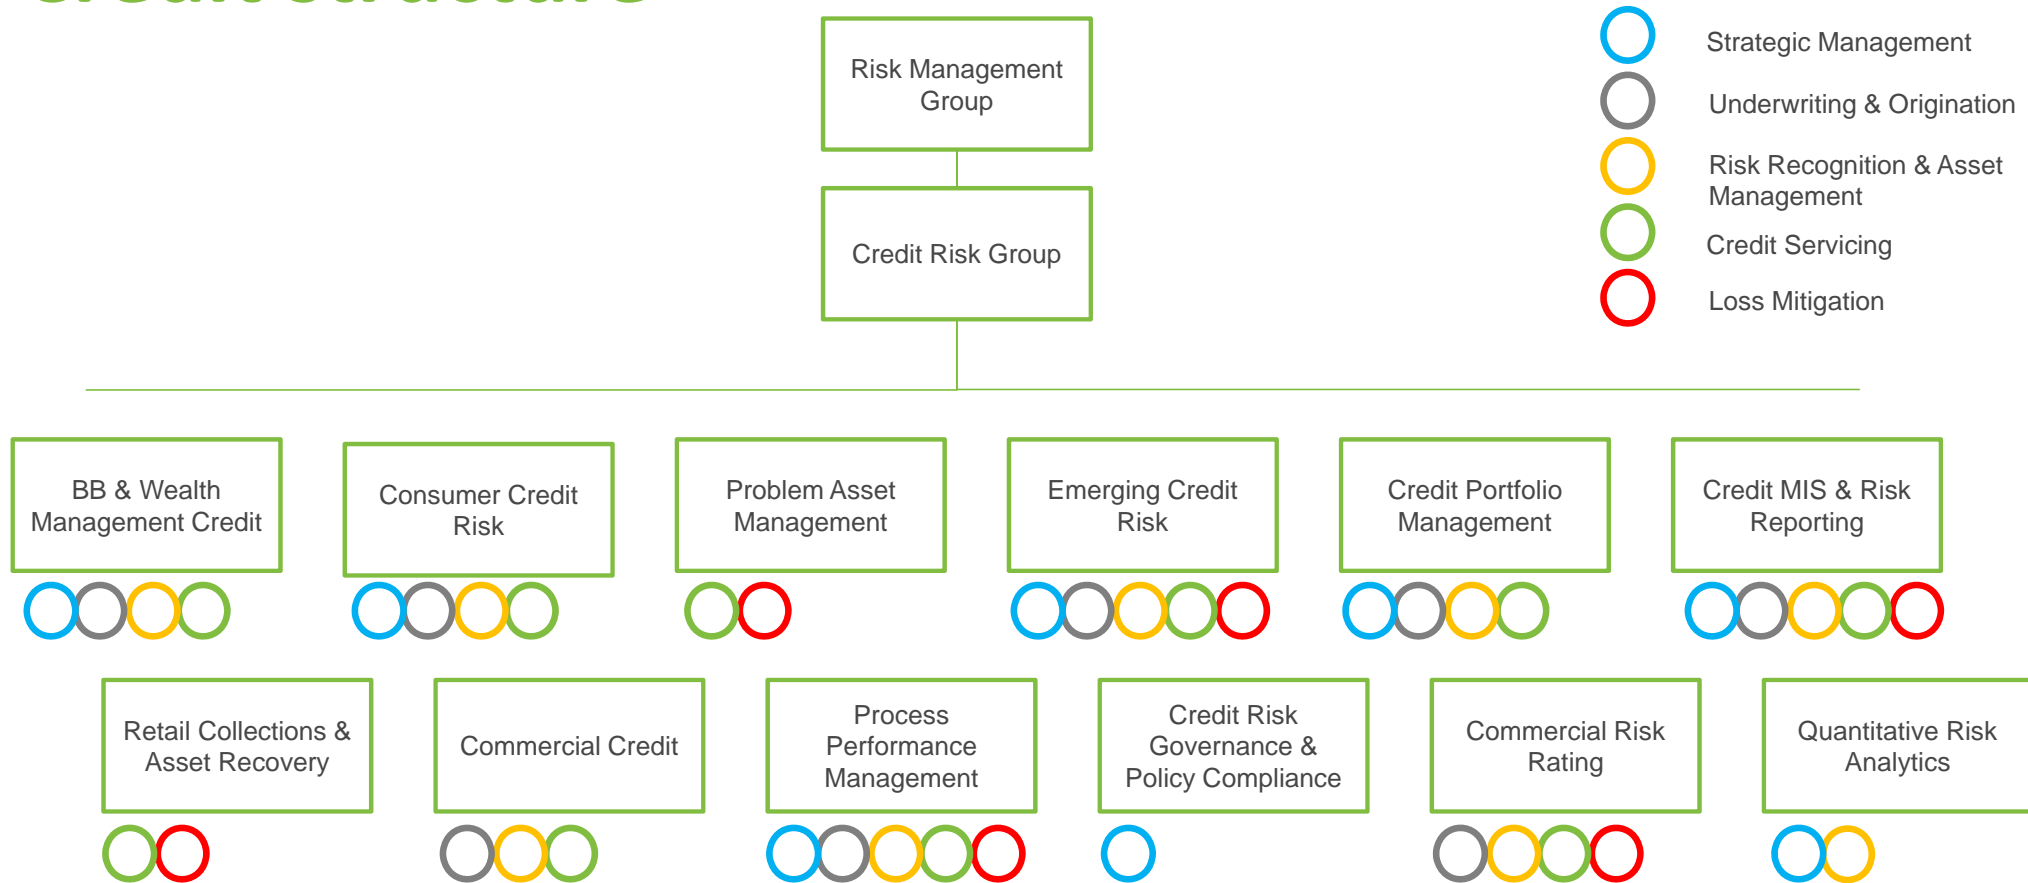 Risk Management
Group
Credit Risk Group
Strategic Management
Underwriting & Origination
Risk Recognition & Asset
Management
Credit Servicing
Loss Mitigation
BB & Wealth
Management Credit
Consumer Credit
Risk
Problem Asset
Management
Emerging Credit
Risk
Credit Portfolio
Management
Credit MIS & Risk
Reporting
Retail Collections &
Asset Recovery
Commercial Credit
Process
Performance
Management
Credit Risk
Governance &
Policy Compliance
Commercial Risk
Rating
Quantitative Risk
Analytics